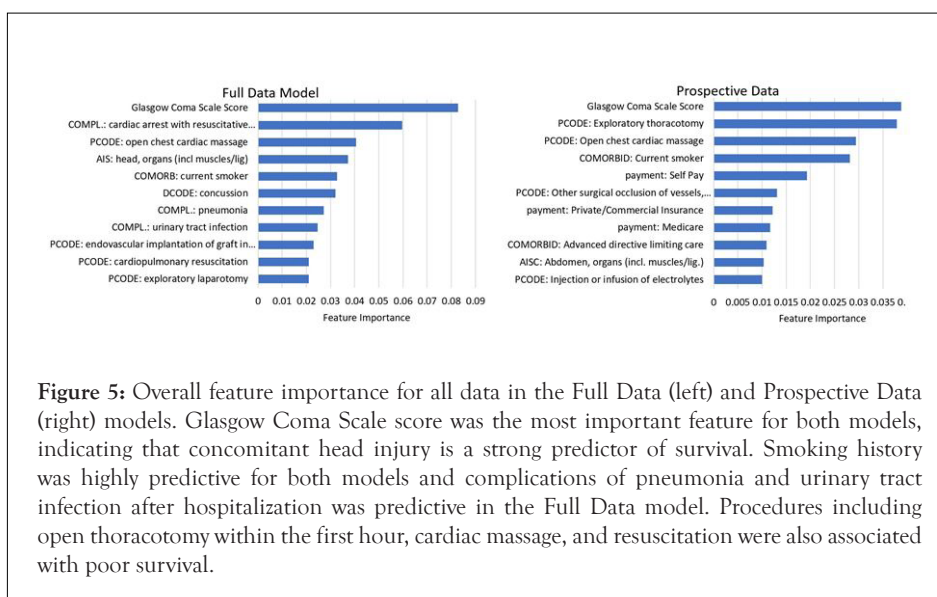 Full Data Model
Glasgow Coma Scale Score
COMPL.: cardiac arrest with resuscitative...
PCODE: open chest cardiac massage
AIS: head, organs (incl muscles/lig)
COMORB: current smoker
DCODE: concussion
COMPL.: pneumonia
COMPL.: urinary tract infection
PCODE: endovascular implantation of graft in...
PCODE: cardiopulmonary resuscitation
PCODE: exploratory laparotomy
0 0.01 0.02 0.03 0.04 0.05 0.06 0.07 0.08 0.09
Feature Importance
Prospective Data
Glasgow Coma Scale Score
PCODE: Exploratory thoracotomy
PCODE: Open chest cardiac massage
COMORBID: Current smoker
payment: Self Pay
PCODE: Other surgical occlusion of vessels,...
payment: Private/Commercial Insurance
payment: Medicare
COMORBID: Advanced directive limiting care
AISC: Abdomen, organs (incl. muscles/lig.)
PCODE: Injection or infusion of electrolytes
0 0.005 0.01 0.015 0.02 0.025 0.03 0.035 0.
Feature Importance
Figure 5: Overall feature importance for all data in the Full Data (left) and Prospective Data
(right) models. Glasgow Coma Scale score was the most important feature for both models,
indicating that concomitant head injury is a strong predictor of survival. Smoking history
was highly predictive for both models and complications of pneumonia and urinary tract
infection after hospitalization was predictive in the Full Data model. Procedures including
open thoracotomy within the first hour, cardiac massage, and resuscitation were also associated
with poor survival.